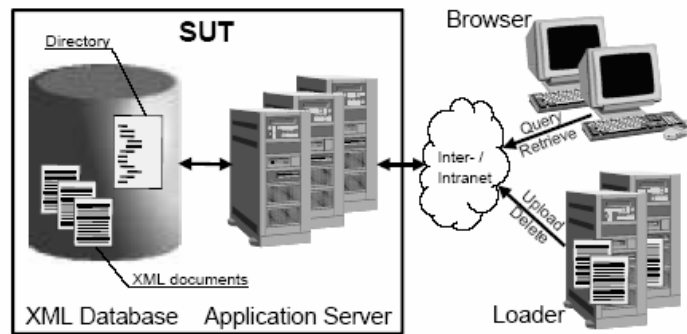 SUT
Directory
XML documents
XML Database
Application Server
Inter- /
Intranet
Browser
Query
Retrieve
Upload
Delete
Loader